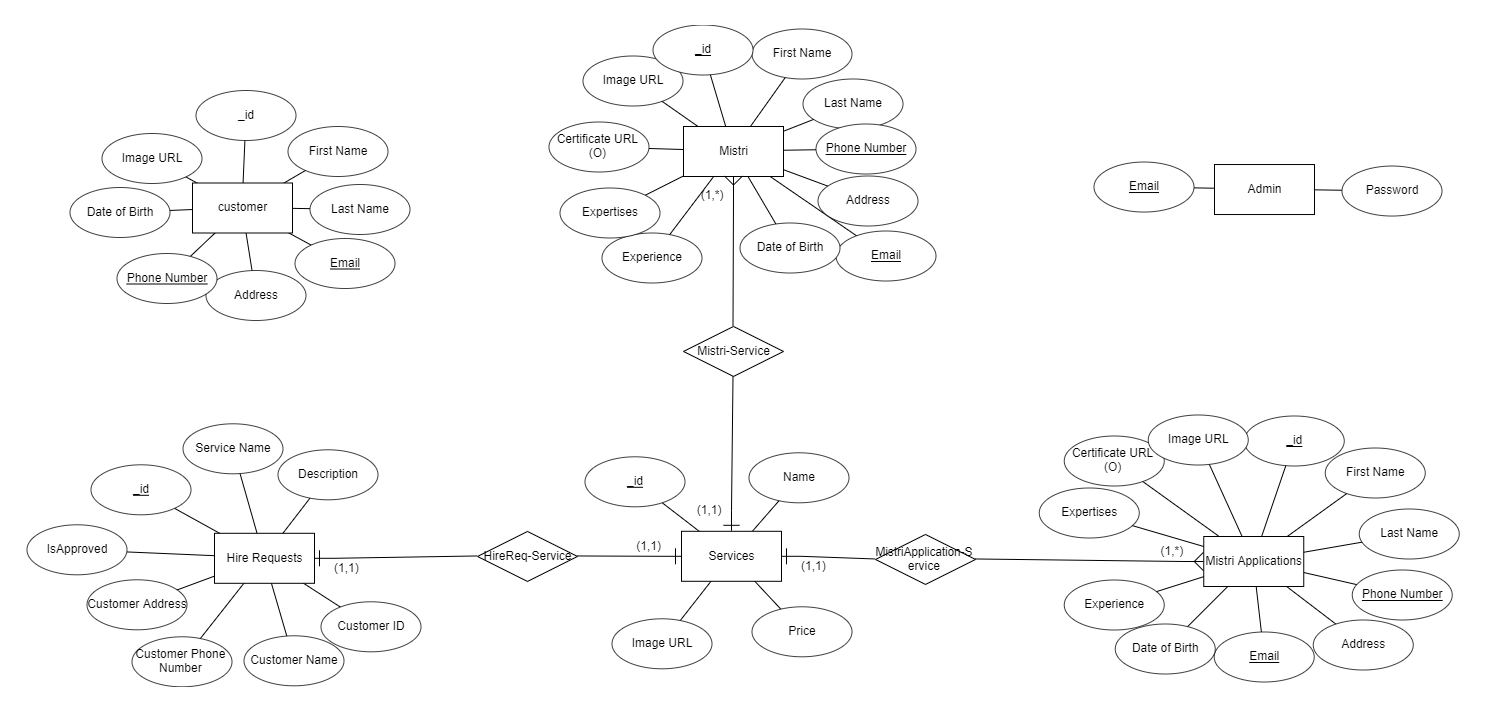 _id
Image URL
First Name
Date of Birth
customer
Last Name
Phone Number
Address
Email
_id
First Name
Image URL
Last Name
Certificate URL
(O)
Mistri
Phone Number
(1,*)
Address
Expertises
Experience
Date of Birth
Email
Email
Admin
Password
Mistri-Service
(1,1)
Service Name
Description
_id
IsApproved
Hire Requests
(1,1)
Customer Address
Customer ID
Customer Phone
Number
Customer Name
HireReq-Service
(1,1)
_id
Name
Services
(1,1)
Image URL
Price
MistriApplication-S
ervice
(1,*)
Image URL
_id
Certificate URL
(O)
First Name
Expertises
Last Name
Mistri Applications
Experience
Phone Number
Date of Birth
Email
Address